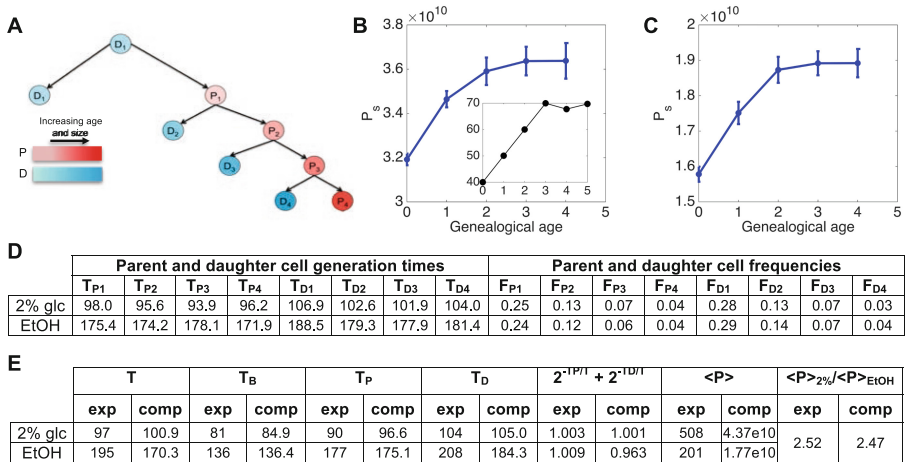 A
D1
D1
P1
D2
P2
D3
P3
D4
P4
Increasing age
and size
P
D
B
×10^10
3.8
3.6
3.4
3.2
3
Ps
70
60
50
40
0 1 2 3 4 5
0 1 2 3 4 5
Genealogical age
C
×10^10
2
1.9
1.8
1.7
1.6
1.5
Ps
0 1 2 3 4 5
Genealogical age
D
Parent and daughter cell generation times Parent and daughter cell frequencies
TP1 TP2 TP3 TP4 TD1 TD2 TD3 TD4 FP1 FP2 FP3 FP4 FD1 FD2 FD3 FD4
2% glc 98.0 95.6 93.9 96.2 106.9 102.6 101.9 104.0 0.25 0.13 0.07 0.04 0.28 0.13 0.07 0.03
EtOH 175.4 174.2 178.1 171.9 188.5 179.3 177.9 181.4 0.24 0.12 0.06 0.04 0.29 0.14 0.07 0.04
E
T TB TP TD 2^-TP/T + 2^-TD/T <P> <P>2%/<P>EtOH
exp comp exp comp exp comp exp comp exp comp exp comp exp comp
2% glc 97 100.9 81 84.9 90 96.6 104 105.0 1.003 1.001 508 4.37e10 2.52 2.47
EtOH 195 170.3 136 136.4 177 175.1 208 184.3 1.009 0.963 201 1.77e10